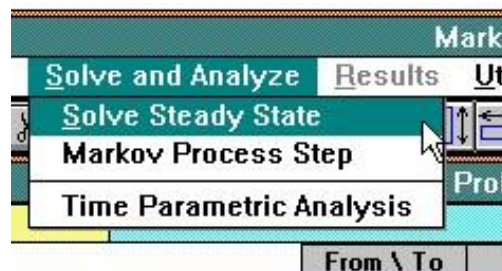 Mark
Solve and Analyze Results Ut
Solve Steady State
Markov Process Step
Pro
Time Parametric Analysis
From \ To